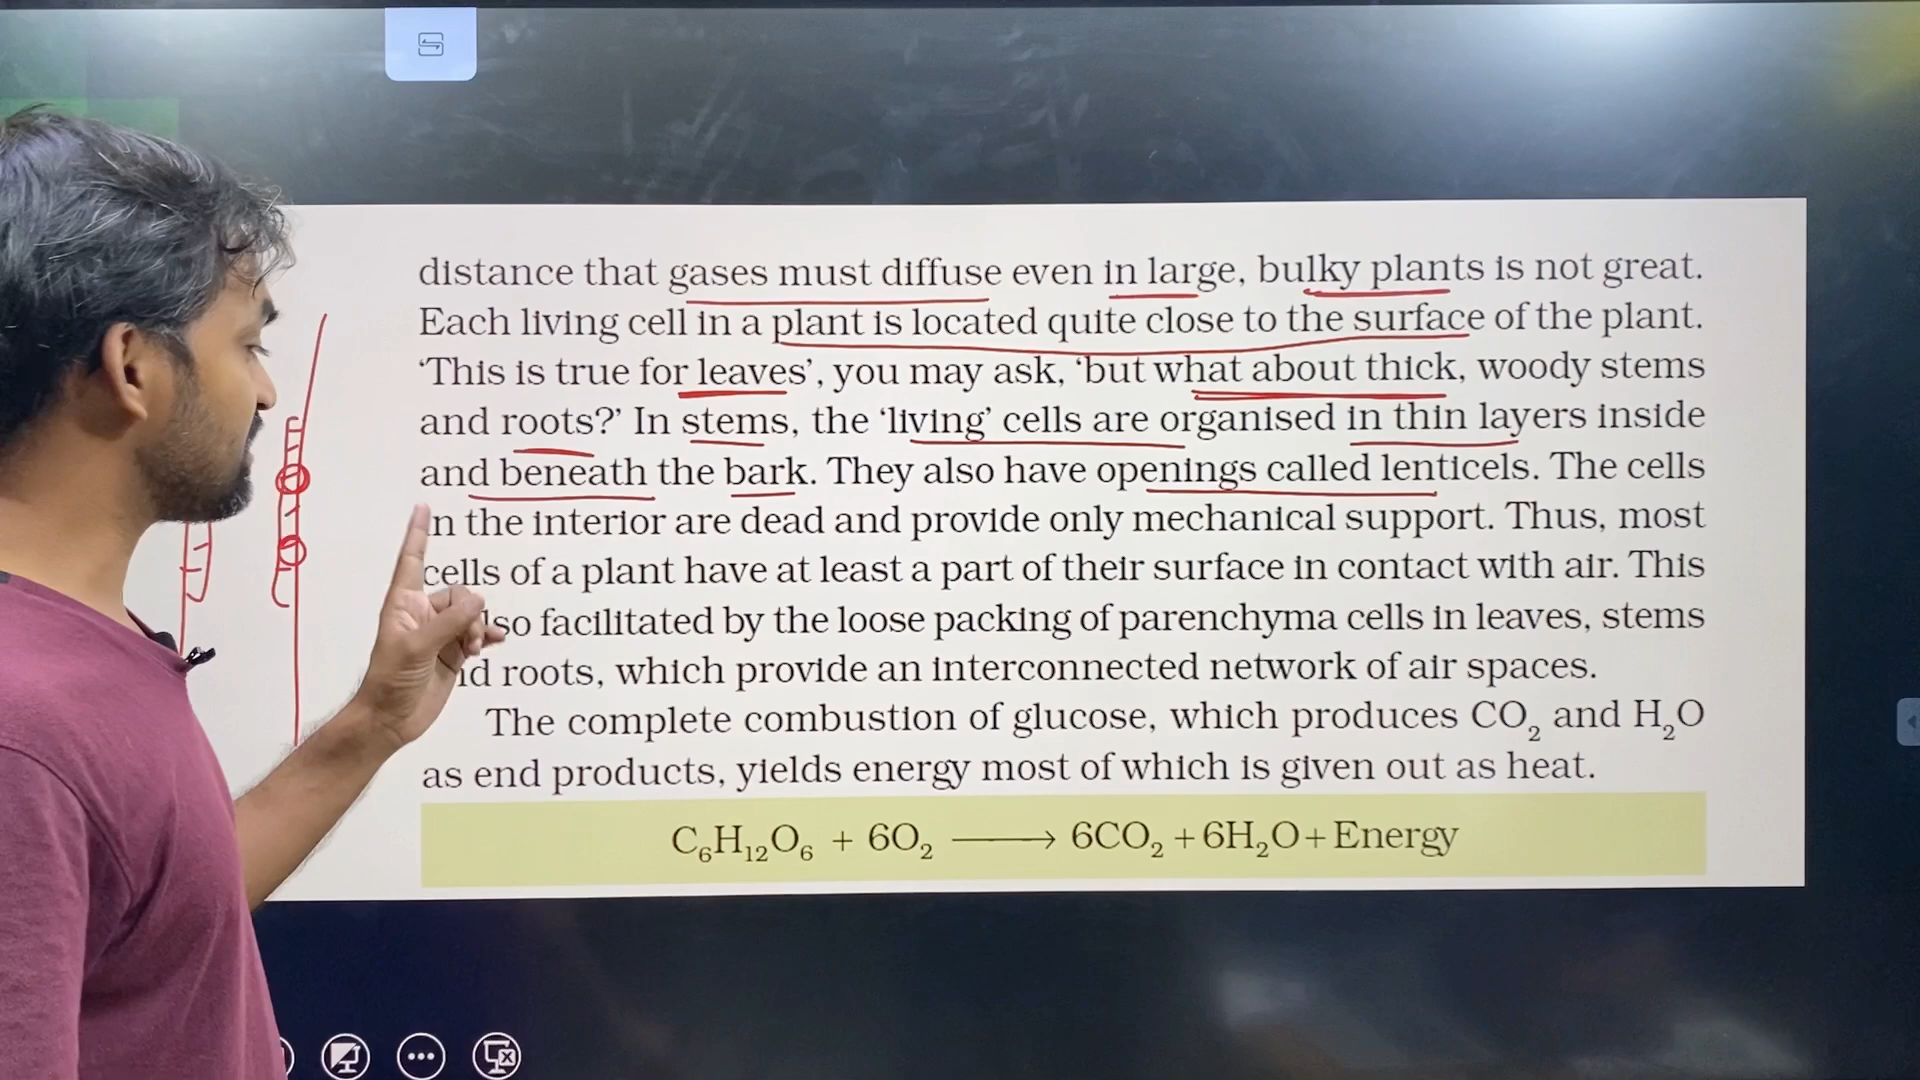 distance that gases must diffuse even in large, bulky plants is not great.
Each living cell in a plant is located quite close to the surface of the plant.
‘This is true for leaves’, you may ask, ‘but what about thick, woody stems
and roots?’ In stems, the ‘living’ cells are organised in thin layers inside
and beneath the bark. They also have openings called lenticels. The cells
in the interior are dead and provide only mechanical support. Thus, most
cells of a plant have at least a part of their surface in contact with air. This
facilitated by the loose packing of parenchyma cells in leaves, stems
roots, which provide an interconnected network of air spaces.
The complete combustion of glucose, which produces CO₂ and H₂O
as end products, yields energy most of which is given out as heat.
C₆H₁₂O₆ + 6O₂ ⟶ 6CO₂ + 6H₂O + Energy